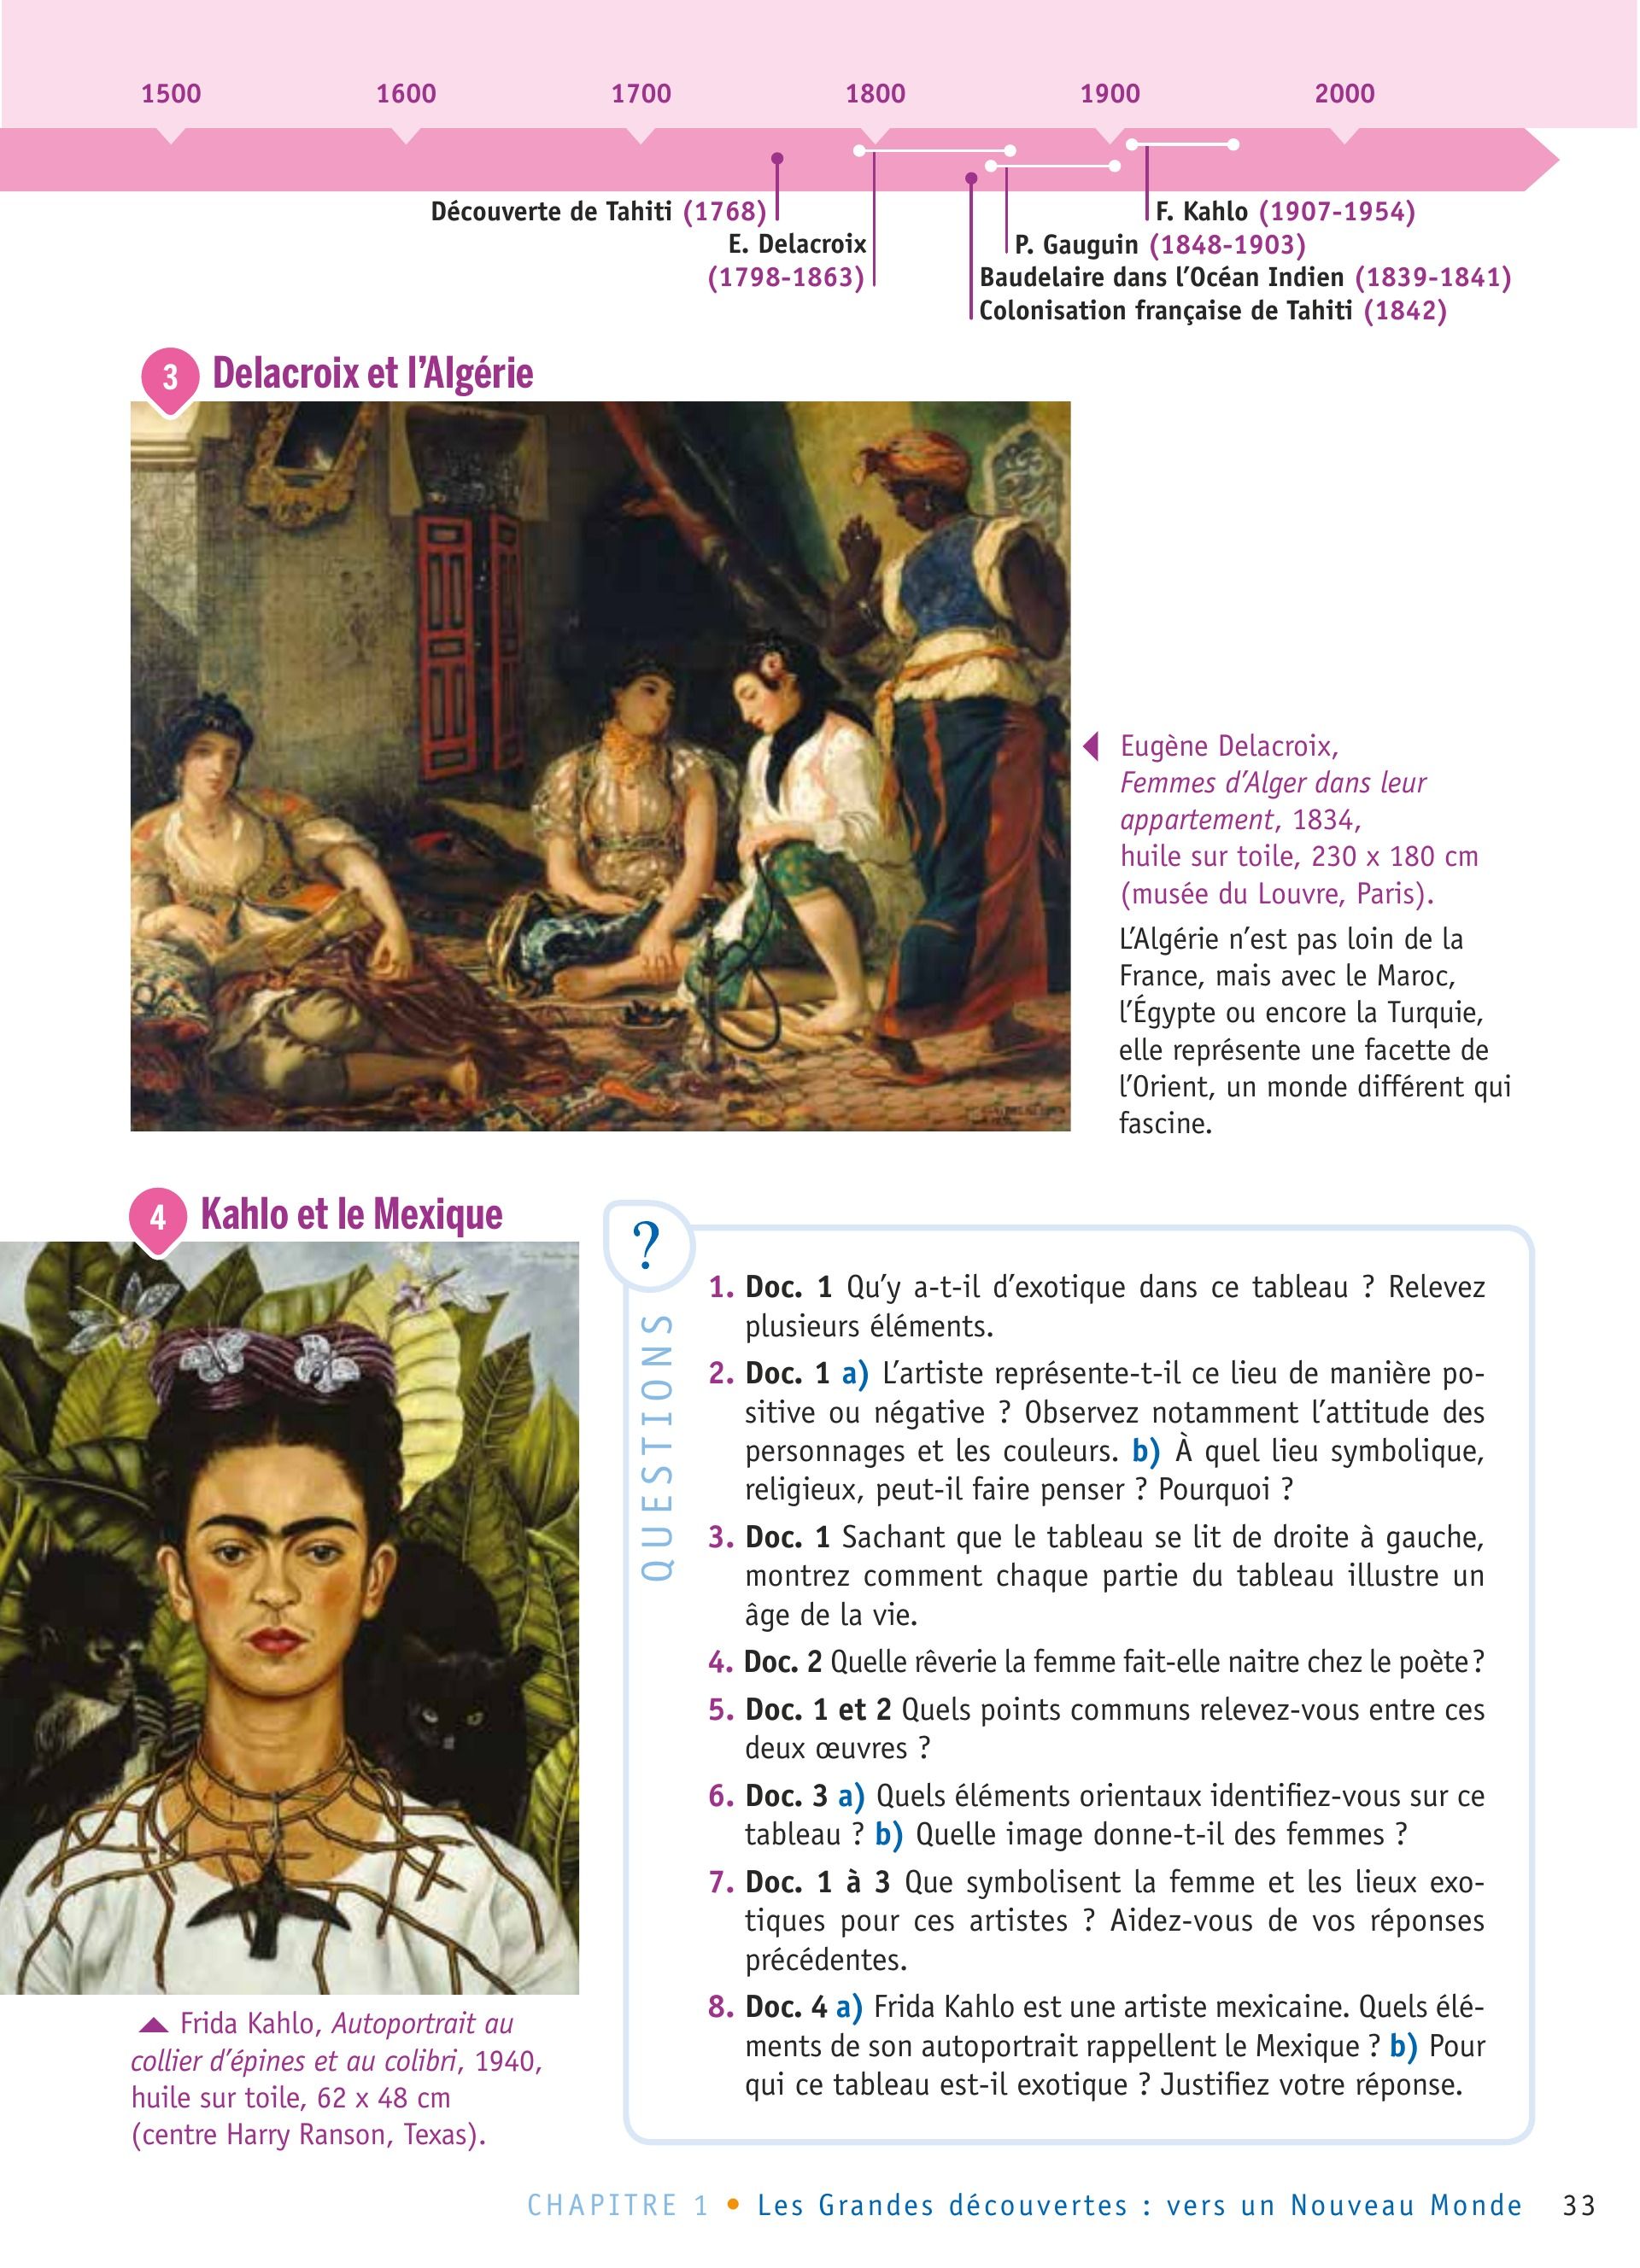 1500 1600 1700 1800 1900 2000
Découverte de Tahiti (1768)
E. Delacroix
(1798-1863)
F. Kahlo (1907-1954)
P. Gauguin (1848-1903)
Baudelaire dans l’Océan Indien (1839-1841)
Colonisation française de Tahiti (1842)
3 Delacroix et l’Algérie
Eugène Delacroix,
Femmes d’Alger dans leur
appartement, 1834,
huile sur toile, 230 x 180 cm
(musée du Louvre, Paris).
L’Algérie n’est pas loin de la
France, mais avec le Maroc,
l’Égypte ou encore la Turquie,
elle représente une facette de
l’Orient, un monde différent qui
fascine.
4 Kahlo et le Mexique
Frida Kahlo, Autoportrait au
collier d’épines et au colibri, 1940,
huile sur toile, 62 x 48 cm
(centre Harry Ranson, Texas).
?
QUESTIONS
1. Doc. 1 Qu’y a-t-il d’exotique dans ce tableau ? Relevez
plusieurs éléments.
2. Doc. 1 a) L’artiste représente-t-il ce lieu de manière po-
sitive ou négative ? Observez notamment l’attitude des
personnages et les couleurs. b) À quel lieu symbolique,
religieux, peut-il faire penser ? Pourquoi ?
3. Doc. 1 Sachant que le tableau se lit de droite à gauche,
montrez comment chaque partie du tableau illustre un
âge de la vie.
4. Doc. 2 Quelle rêverie la femme fait-elle naitre chez le poète?
5. Doc. 1 et 2 Quels points communs relevez-vous entre ces
deux œuvres ?
6. Doc. 3 a) Quels éléments orientaux identifiez-vous sur ce
tableau ? b) Quelle image donne-t-il des femmes ?
7. Doc. 1 à 3 Que symbolisent la femme et les lieux exo-
tiques pour ces artistes ? Aidez-vous de vos réponses
précédentes.
8. Doc. 4 a) Frida Kahlo est une artiste mexicaine. Quels élé-
ments de son autoportrait rappellent le Mexique ? b) Pour
qui ce tableau est-il exotique ? Justifiez votre réponse.
CHAPITRE 1 • Les Grandes découvertes : vers un Nouveau Monde 33